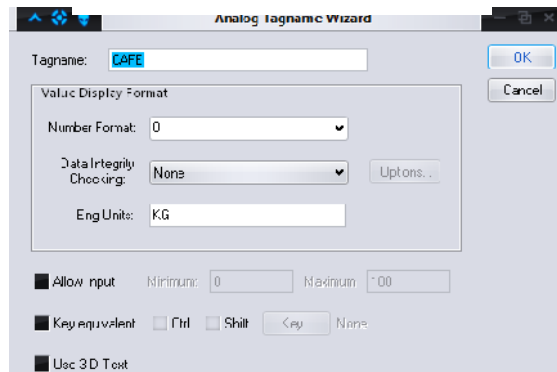 Analog Tagname Wizard
Tagname: CAFE
OK
Cancel
Value Display Format
Number Format: 0
Data Integrity Checking: None Options..
Eng Units: KG
Allow Input Minimum: 0 Maximum 100
Key equivalent Ctrl Shift Key None
Use 3D Text